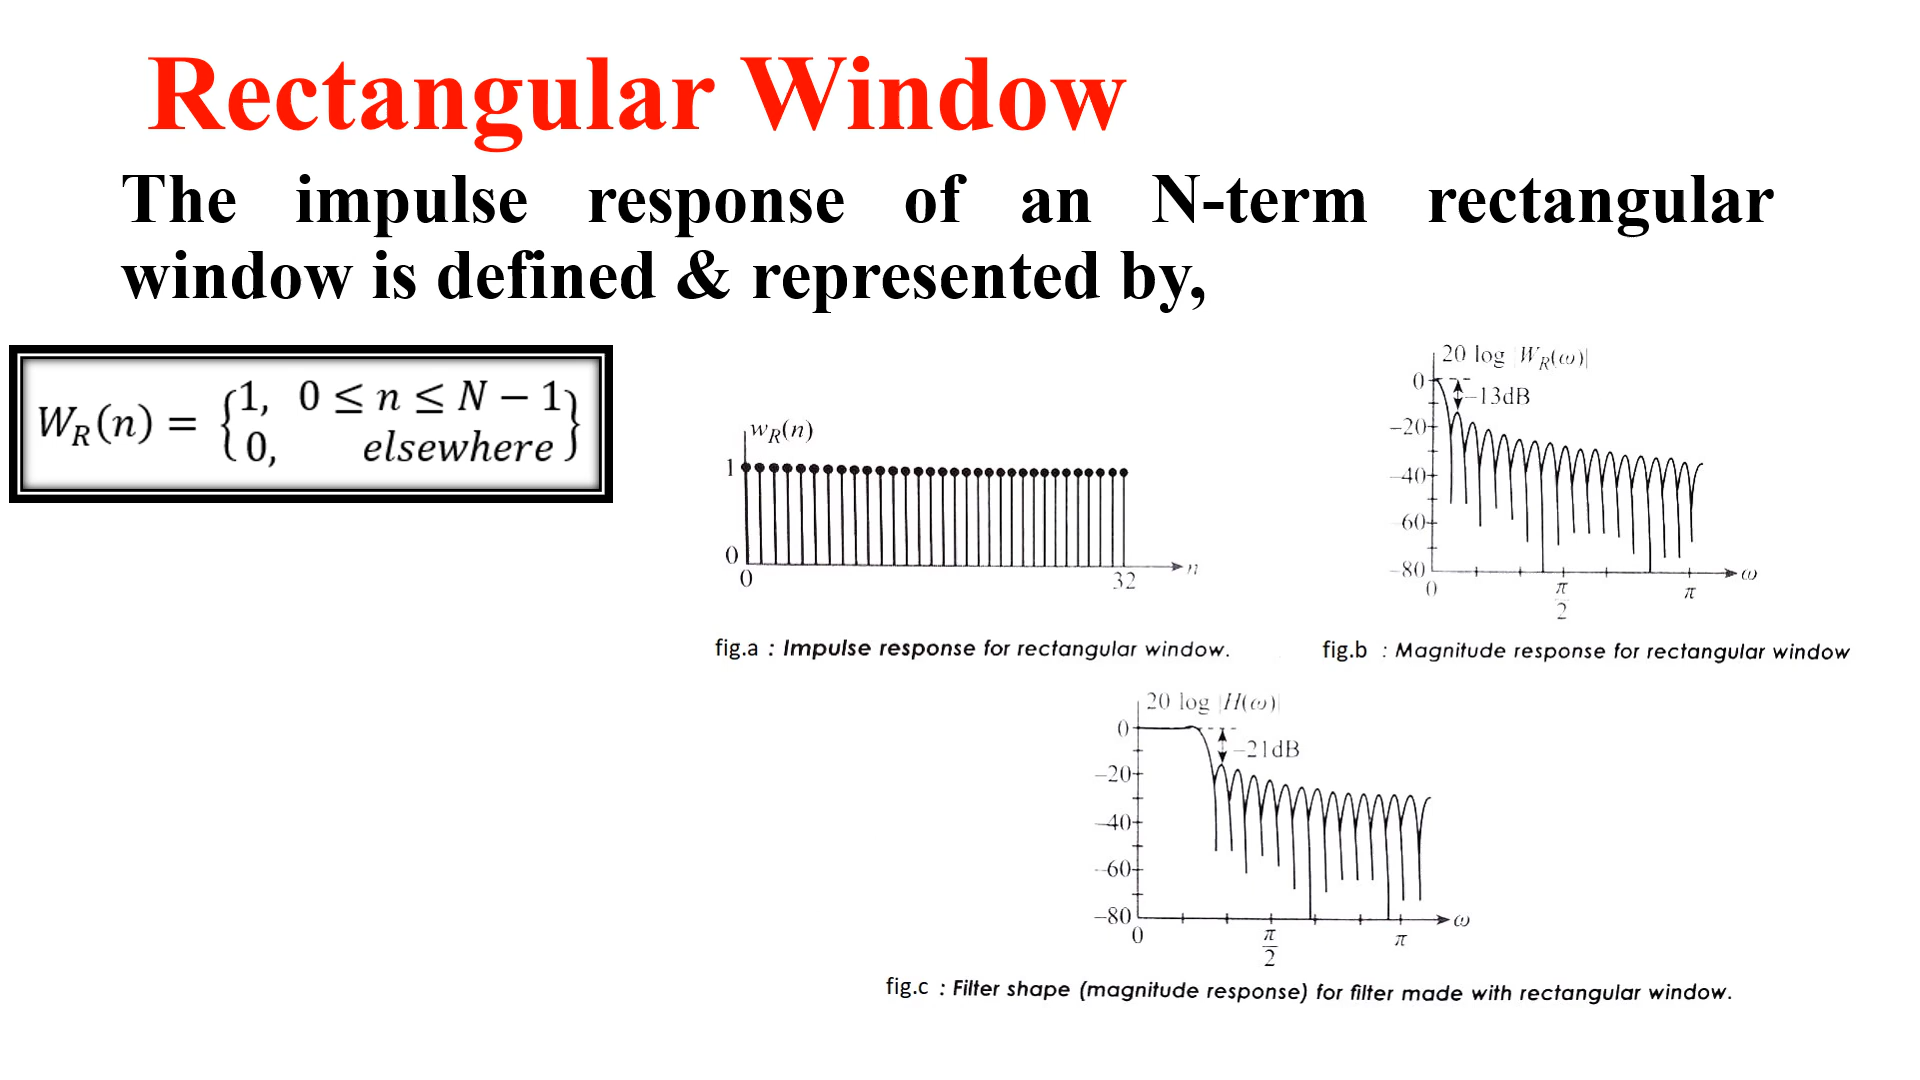 Rectangular Window
The impulse response of an N-term rectangular
window is defined & represented by,
W_R(n) = {1, 0 ≤ n ≤ N − 1
0, elsewhere}
w_R(n)
1
0
0 32 n
fig.a : Impulse response for rectangular window.
20 log |W_R(ω)|
0
−13dB
−20
−40
60
−80
0 π/2 π ω
fig.b : Magnitude response for rectangular window
20 log |H(ω)|
0
−21dB
−20
−40
−60
−80
0 π/2 π ω
fig.c : Filter shape (magnitude response) for filter made with rectangular window.